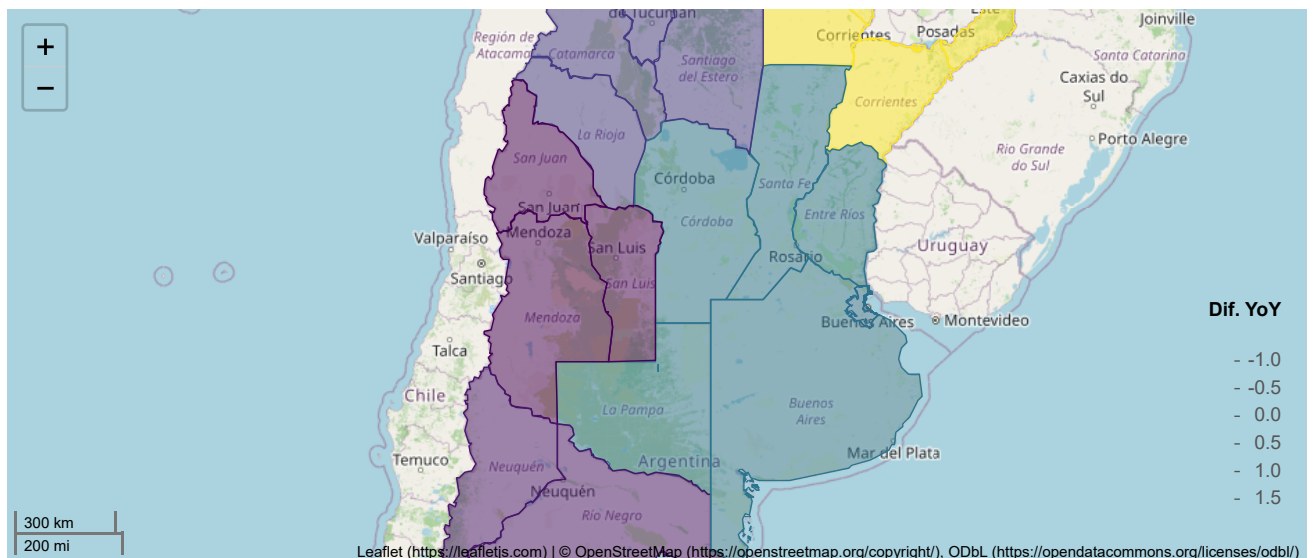 +
−
de Tucumán
Este
Joinville
Región de
Atacama
Catamarca
Santiago
del Estero
Corrientes
Posadas
Santa Catarina
Caxias do
Sul
Corrientes
La Rioja
Porto Alegre
San Juan
Rio Grande
do Sul
Córdoba
Santa Fe
San Juan
Córdoba
Entre Ríos
Valparaíso
Mendoza
San Luis
Uruguay
Santiago
Rosario
San Luis
Mendoza
Buenos Aires
Montevideo
Dif. YoY
Talca
- -1.0
- -0.5
Chile
La Pampa
Buenos
Aires
- 0.0
- 0.5
Temuco
Neuquén
Argentina
Mar del Plata
- 1.0
Neuquén
- 1.5
Río Negro
300 km
200 mi
Leaflet (https://leafletjs.com) | © OpenStreetMap (https://openstreetmap.org/copyright/), ODbL (https://opendatacommons.org/licenses/odbl/)